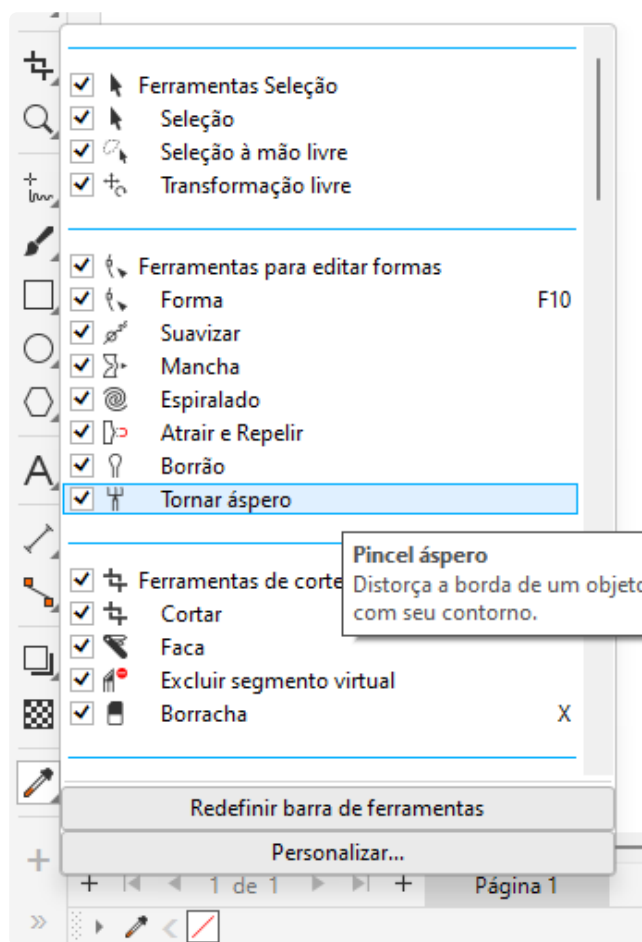 Ferramentas Seleção
Seleção
Seleção à mão livre
Transformação livre
Ferramentas para editar formas
Forma F10
Suavizar
Mancha
Espiralado
Atrair e Repelir
Borrão
Tornar áspero
Pincel áspero
Distorça a borda de um objeto
com seu contorno.
Ferramentas de corte
Cortar
Faca
Excluir segmento virtual
Borracha X
Redefinir barra de ferramentas
Personalizar...
1 de 1
Página 1